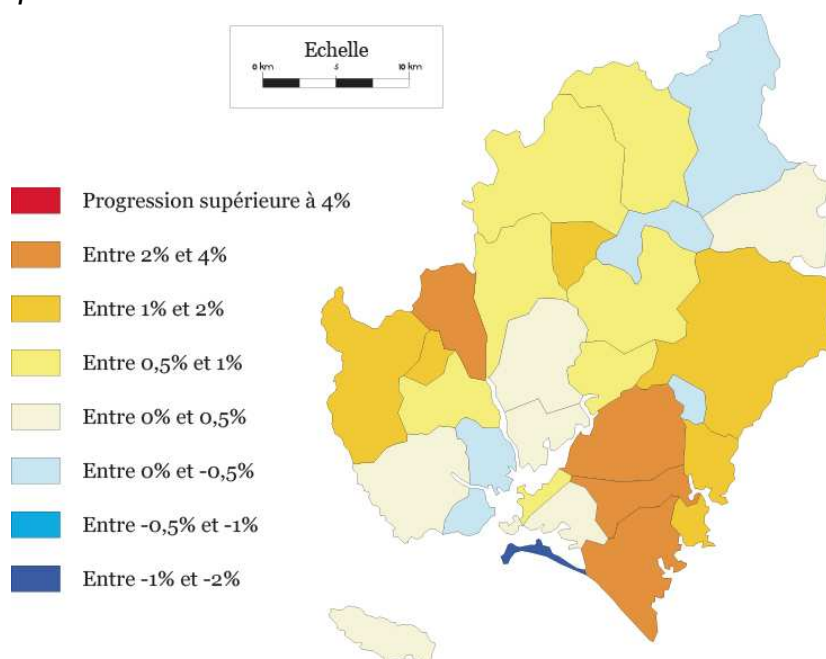 Echelle
0 km 5 10 km
Progression supérieure à 4%
Entre 2% et 4%
Entre 1% et 2%
Entre 0,5% et 1%
Entre 0% et 0,5%
Entre 0% et -0,5%
Entre -0,5% et -1%
Entre -1% et -2%